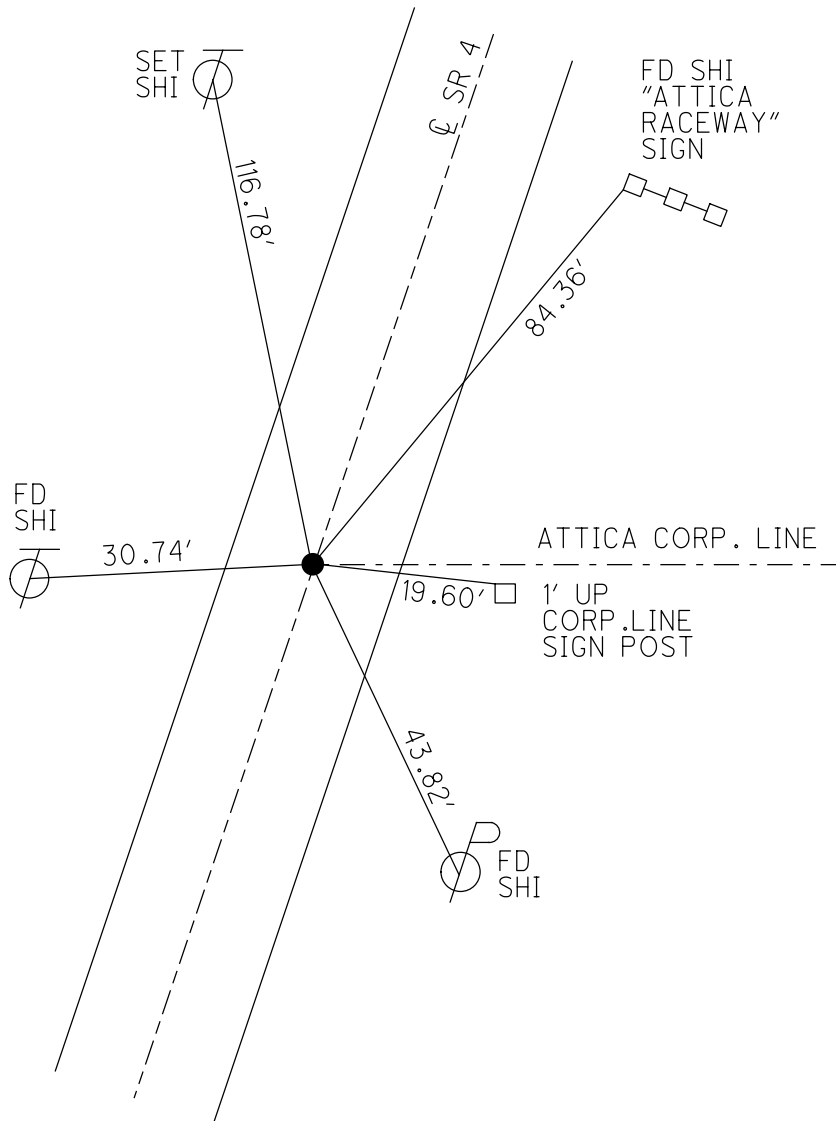 SET
SHI
116.78'
℄ SR 4
FD SHI
"ATTICA
RACEWAY"
SIGN
84.36'
FD
SHI
30.74'
ATTICA CORP. LINE
19.60'
1' UP
CORP.LINE
SIGN POST
43.82'
FD
SHI